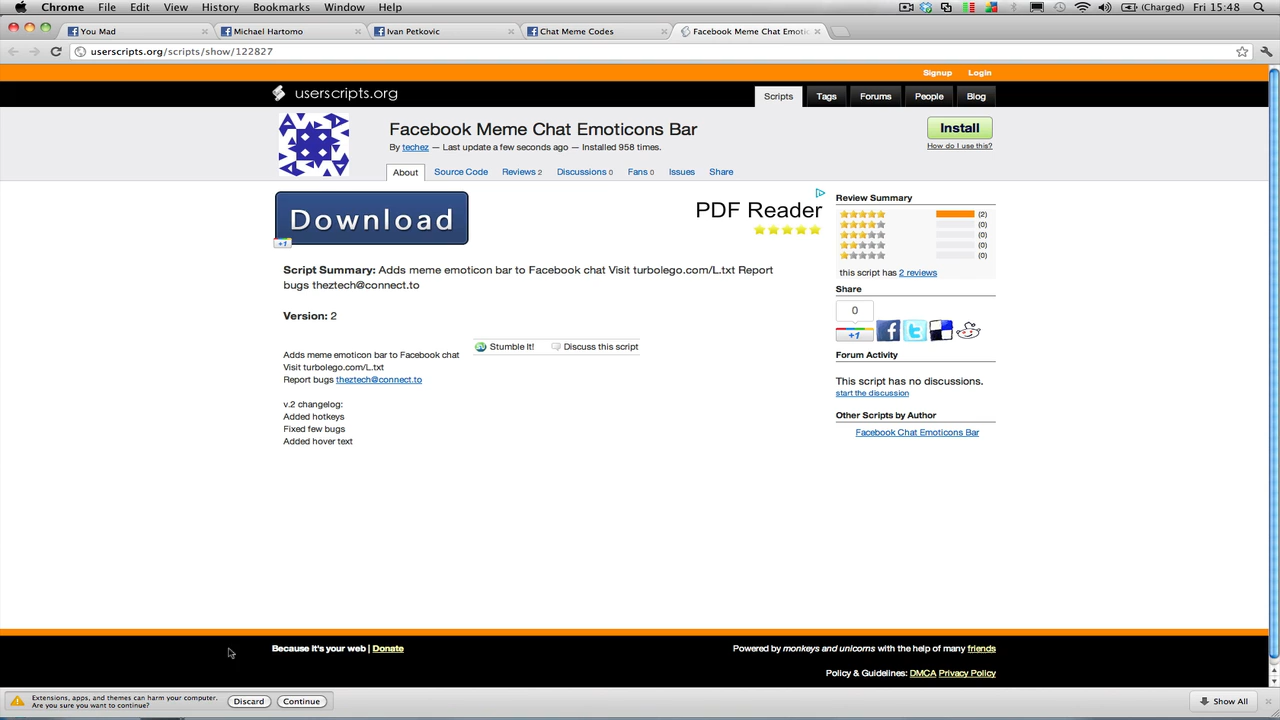 Chrome File Edit View History Bookmarks Window Help (Charged) Fri 15:48
You Mad Michael Hartomo Ivan Petkovic Chat Meme Codes Facebook Meme Chat Emotic
userscripts.org/scripts/show/122827
Signup Login
userscripts.org Scripts Tags Forums People Blog
Facebook Meme Chat Emoticons Bar
By techez — Last update a few seconds ago — Installed 958 times.
Install
How do I use this?
About Source Code Reviews 2 Discussions 0 Fans 0 Issues Share
Download
+1
PDF Reader
Script Summary: Adds meme emoticon bar to Facebook chat Visit turbolego.com/L.txt Report
bugs theztech@connect.to
Version: 2
Stumble It! Discuss this script
Adds meme emoticon bar to Facebook chat
Visit turbolego.com/L.txt
Report bugs theztech@connect.to
v.2 changelog:
Added hotkeys
Fixed few bugs
Added hover text
Review Summary
(2)
(0)
(0)
(0)
(0)
this script has 2 reviews
Share
0
+1
Forum Activity
This script has no discussions.
start the discussion
Other Scripts by Author
Facebook Chat Emoticons Bar
Because it's your web | Donate
Powered by monkeys and unicorns with the help of many friends
Policy & Guidelines: DMCA Privacy Policy
Extensions, apps, and themes can harm your computer.
Are you sure you want to continue?
Discard Continue
Show All